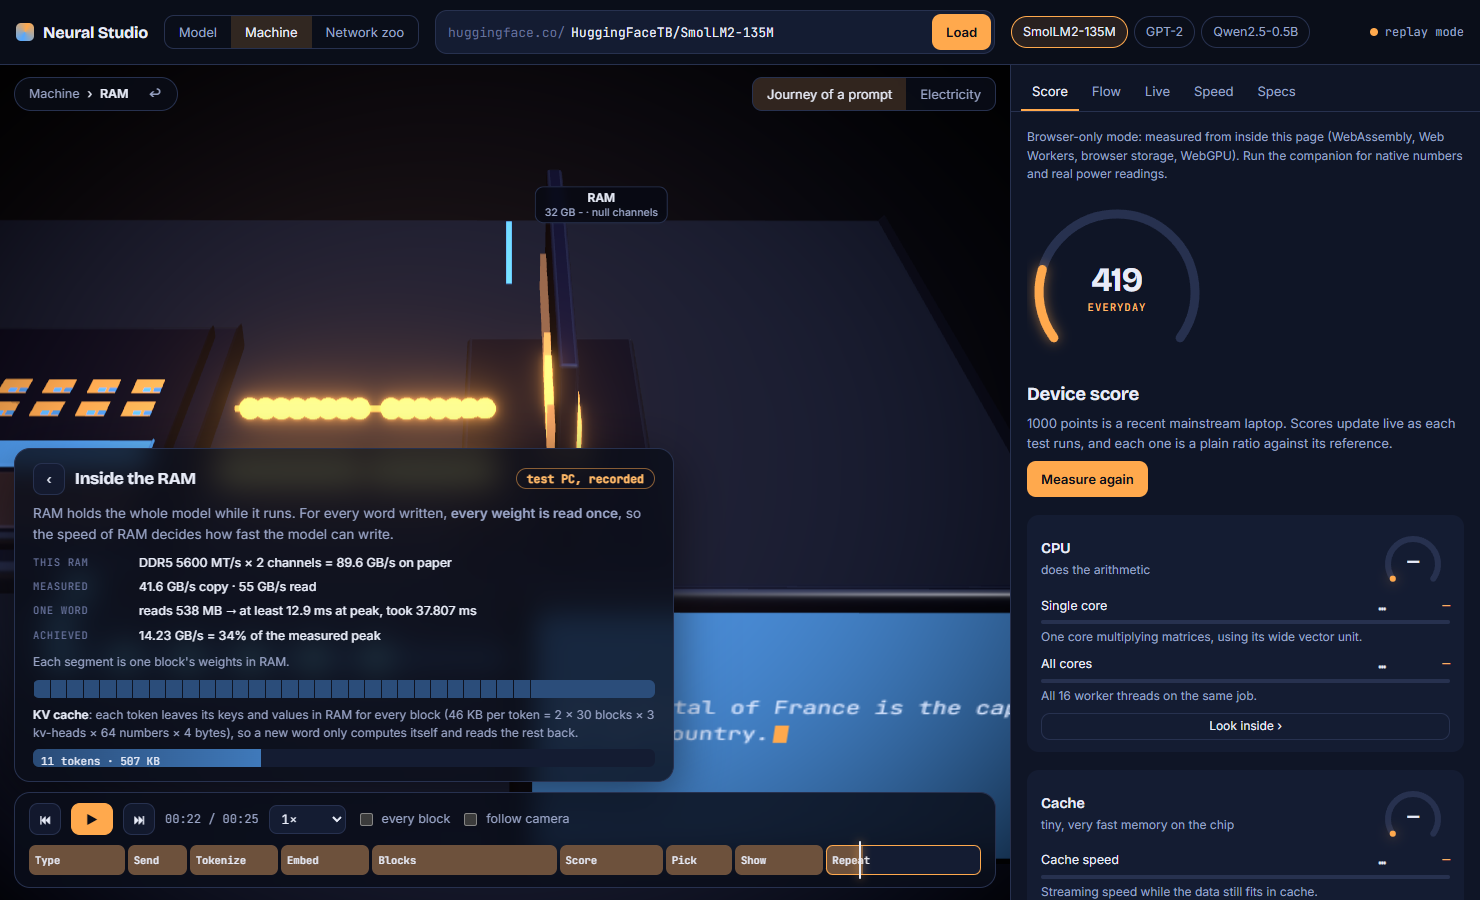 Neural Studio
Model
Machine
Network zoo
huggingface.co/ HuggingFaceTB/SmolLM2-135M
Load
SmolLM2-135M
GPT-2
Qwen2.5-0.5B
replay mode
Machine › RAM ↩
Journey of a prompt
Electricity
RAM
32 GB - · null channels
tal of France is the cap
ountry.
‹ Inside the RAM
test PC, recorded
RAM holds the whole model while it runs. For every word written, every weight is read once, so
the speed of RAM decides how fast the model can write.
THIS RAM DDR5 5600 MT/s × 2 channels = 89.6 GB/s on paper
MEASURED 41.6 GB/s copy · 55 GB/s read
ONE WORD reads 538 MB → at least 12.9 ms at peak, took 37.807 ms
ACHIEVED 14.23 GB/s = 34% of the measured peak
Each segment is one block's weights in RAM.
KV cache: each token leaves its keys and values in RAM for every block (46 KB per token = 2 × 30 blocks × 3
kv-heads × 64 numbers × 4 bytes), so a new word only computes itself and reads the rest back.
11 tokens · 507 KB
00:22 / 00:25
1×
every block
follow camera
Type
Send
Tokenize
Embed
Blocks
Score
Pick
Show
Repeat
Score
Flow
Live
Speed
Specs
Browser-only mode: measured from inside this page (WebAssembly, Web
Workers, browser storage, WebGPU). Run the companion for native numbers
and real power readings.
419
EVERYDAY
Device score
1000 points is a recent mainstream laptop. Scores update live as each
test runs, and each one is a plain ratio against its reference.
Measure again
CPU
does the arithmetic
–
Single core … –
One core multiplying matrices, using its wide vector unit.
All cores … –
All 16 worker threads on the same job.
Look inside ›
Cache
tiny, very fast memory on the chip
–
Cache speed … –
Streaming speed while the data still fits in cache.